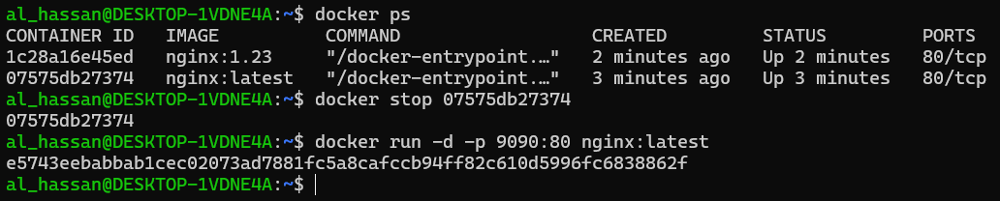 al_hassan@DESKTOP-1VDNE4A:~$ docker ps
CONTAINER ID   IMAGE          COMMAND                  CREATED         STATUS         PORTS
1c28a16e45ed   nginx:1.23     "/docker-entrypoint.…"   2 minutes ago   Up 2 minutes   80/tcp
07575db27374   nginx:latest   "/docker-entrypoint.…"   3 minutes ago   Up 3 minutes   80/tcp
al_hassan@DESKTOP-1VDNE4A:~$ docker stop 07575db27374
07575db27374
al_hassan@DESKTOP-1VDNE4A:~$ docker run -d -p 9090:80 nginx:latest
e5743eebabbab1cec02073ad7881fc5a8cafccb94ff82c610d5996fc6838862f
al_hassan@DESKTOP-1VDNE4A:~$